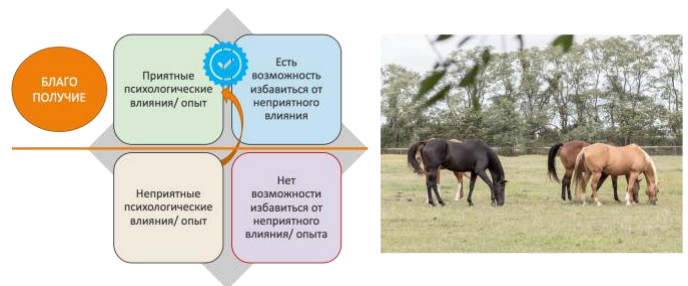 БЛАГО
ПОЛУЧИЕ
Приятные
психологические
влияния/ опыт
Есть
возможность
избавиться от
неприятного
влияния
Неприятные
психологические
влияния/ опыт
Нет
возможности
избавиться от
неприятного
влияния/ опыта